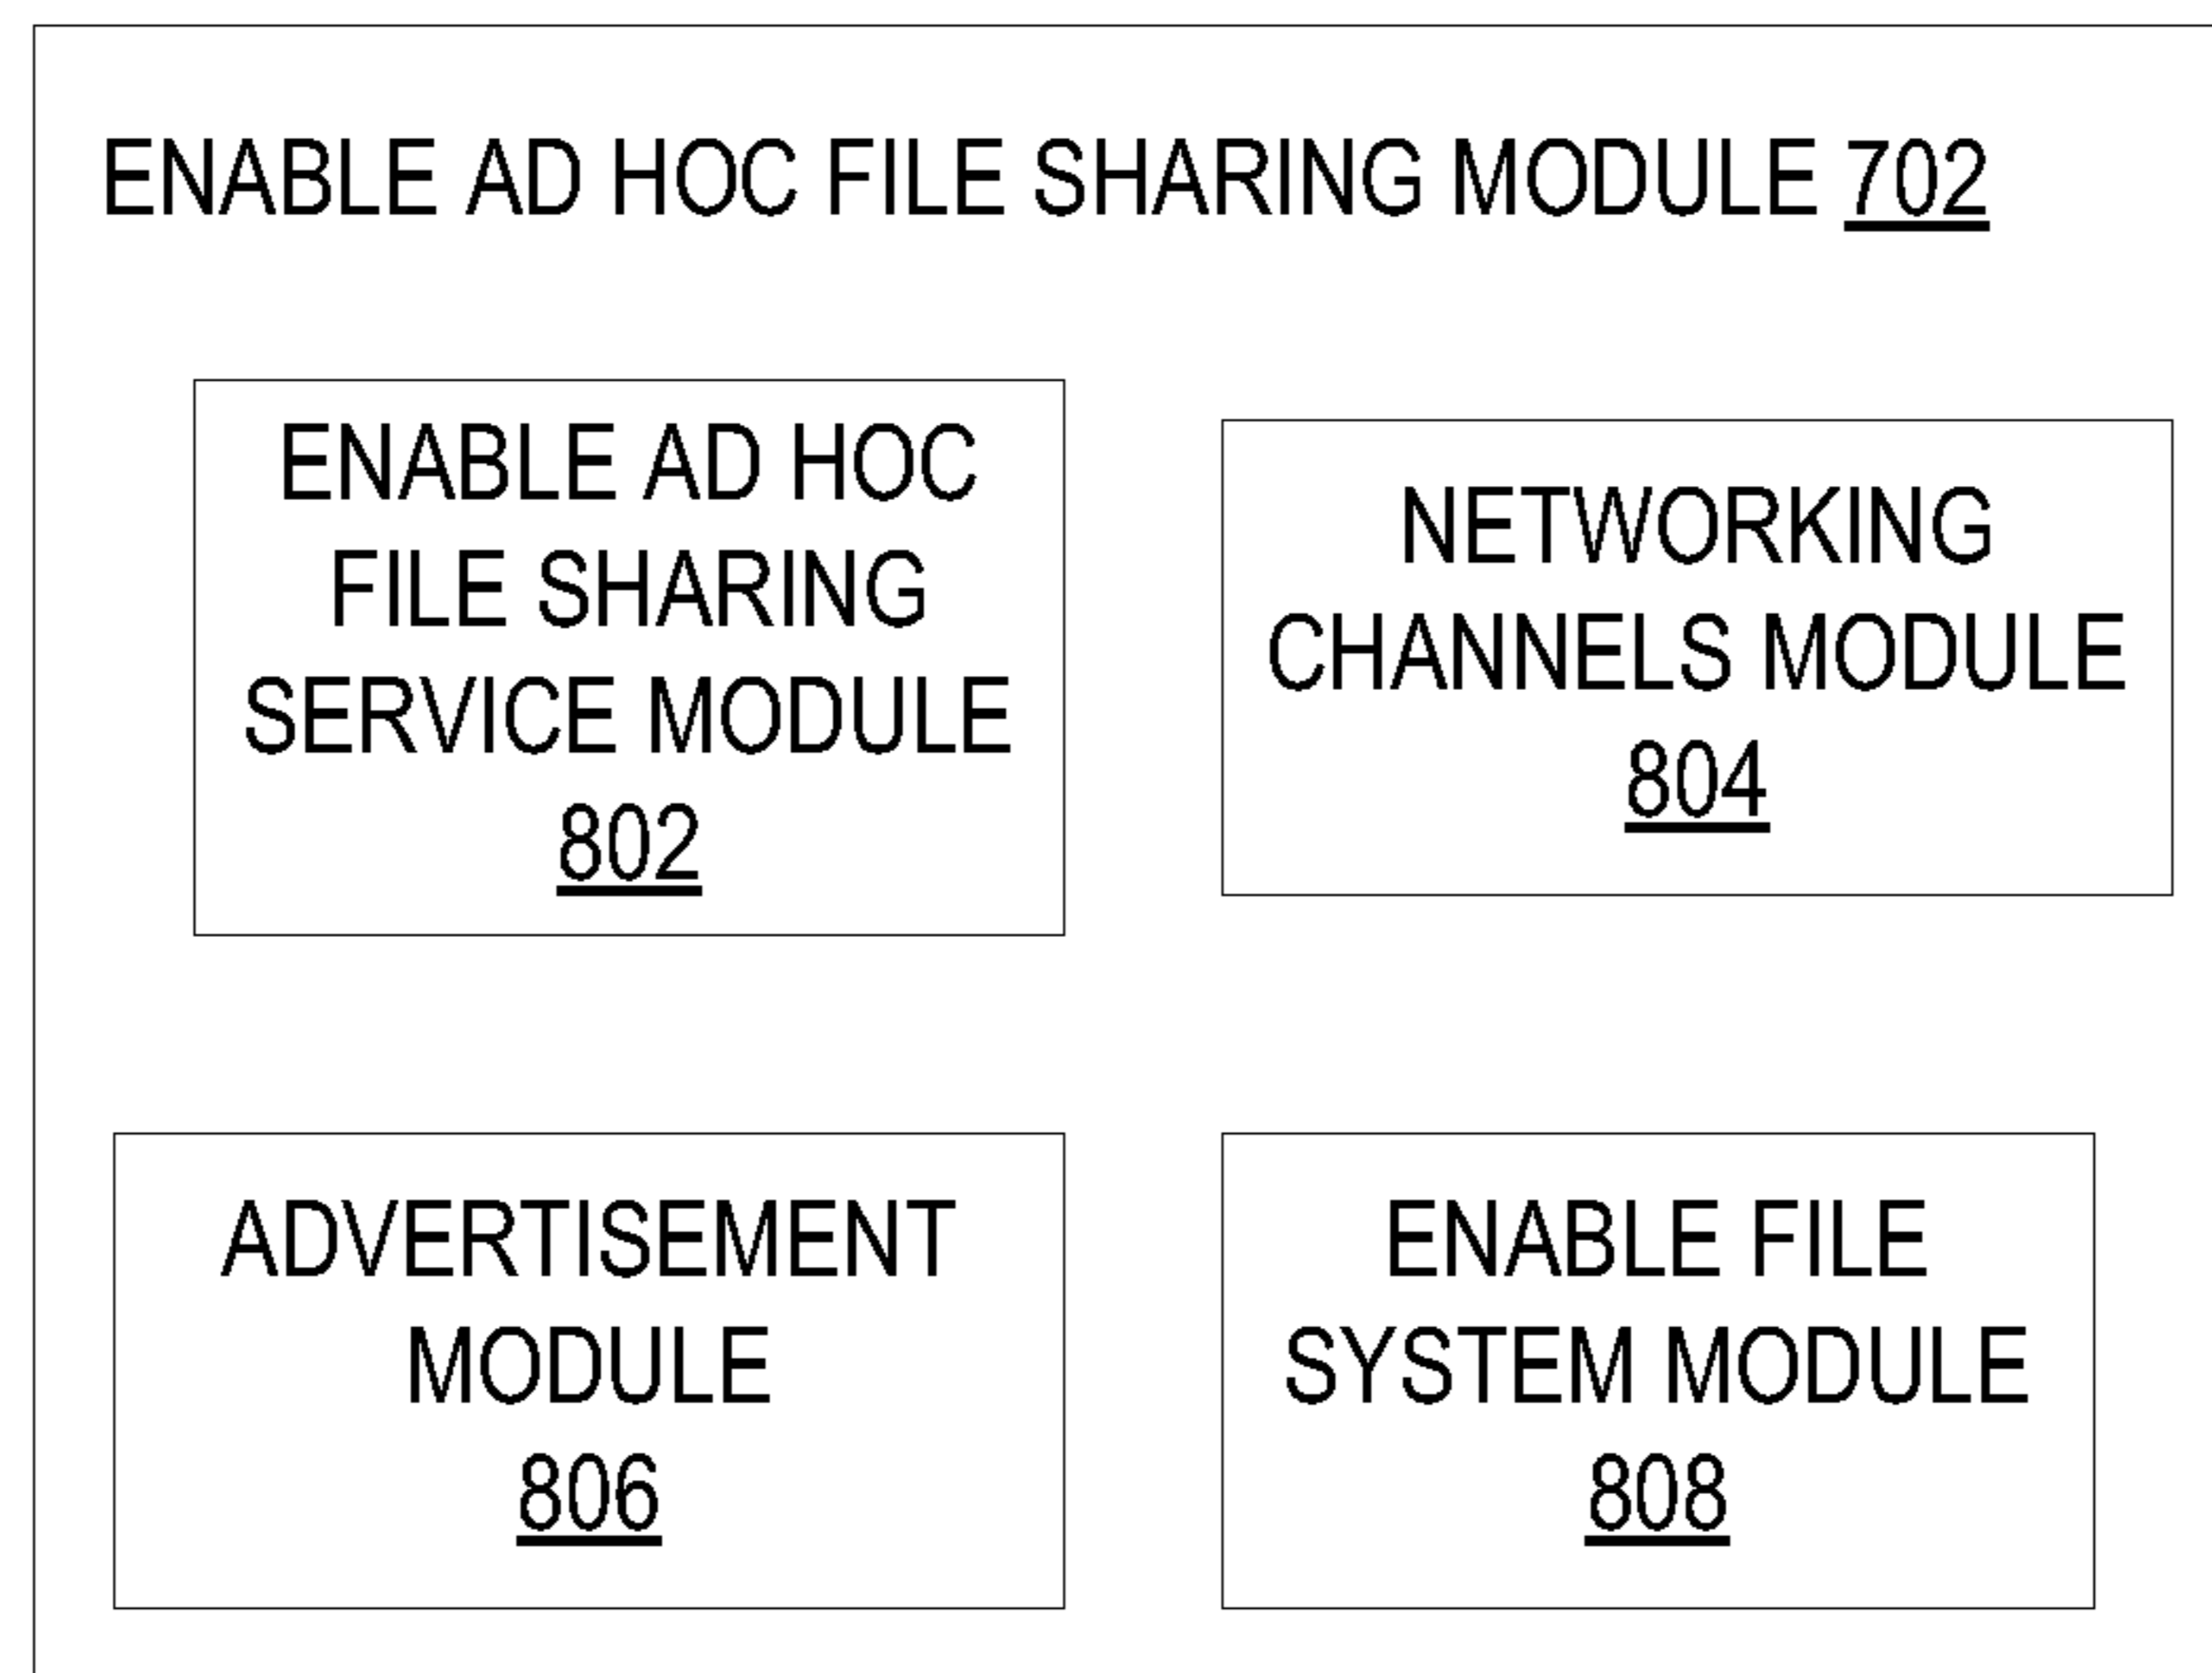 ENABLE AD HOC FILE SHARING MODULE 702
ENABLE AD HOC
FILE SHARING
SERVICE MODULE
802
NETWORKING
CHANNELS MODULE
804
ADVERTISEMENT
MODULE
806
ENABLE FILE
SYSTEM MODULE
808